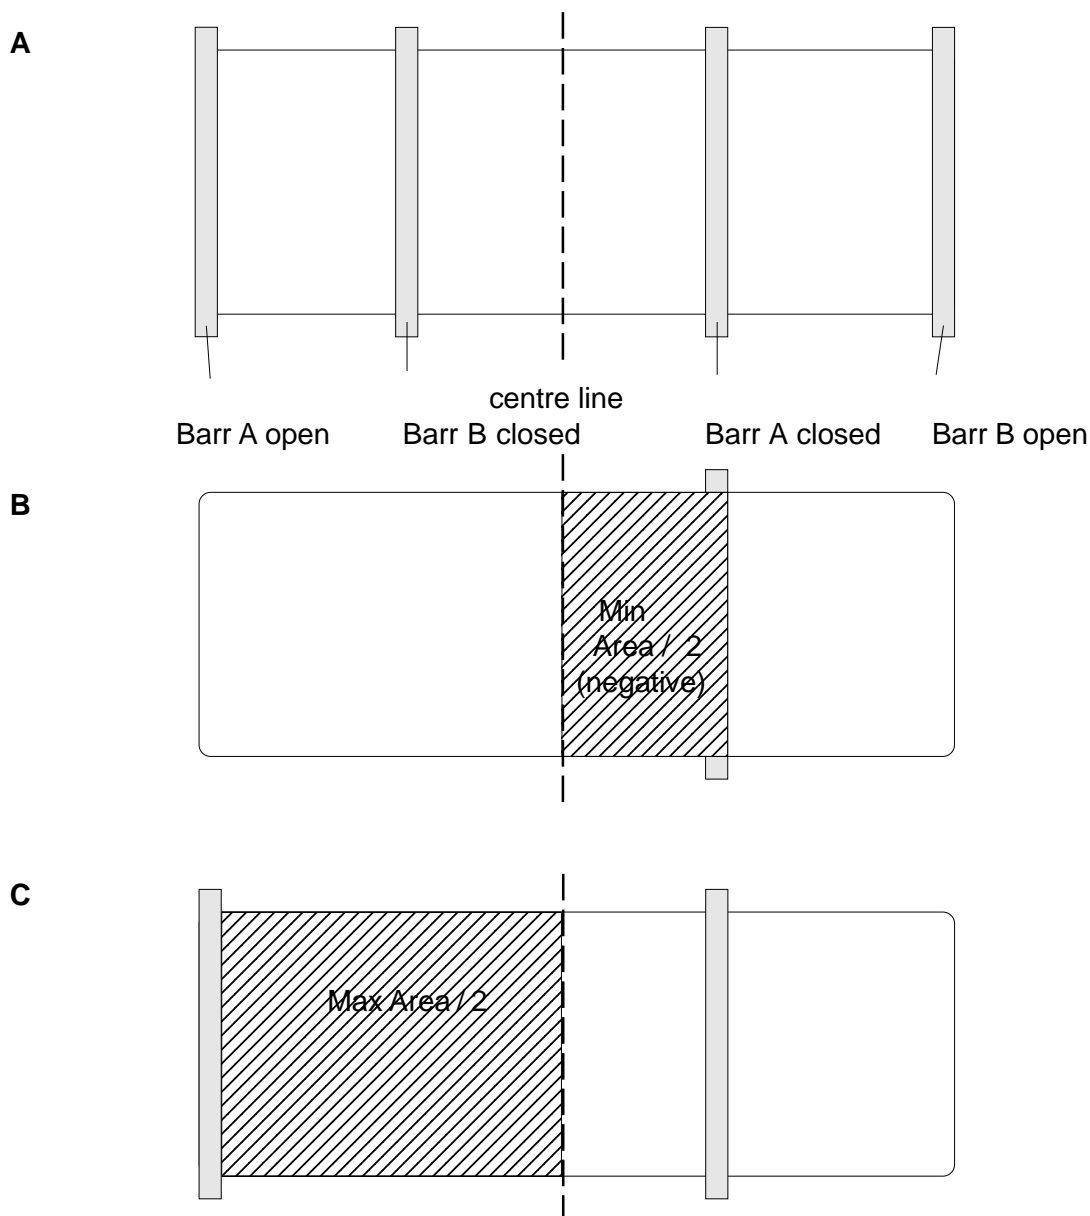 A
centre line
Barr A open Barr B closed Barr A closed Barr B open
B
Min
Area / 2
(negative)
C
Max Area / 2